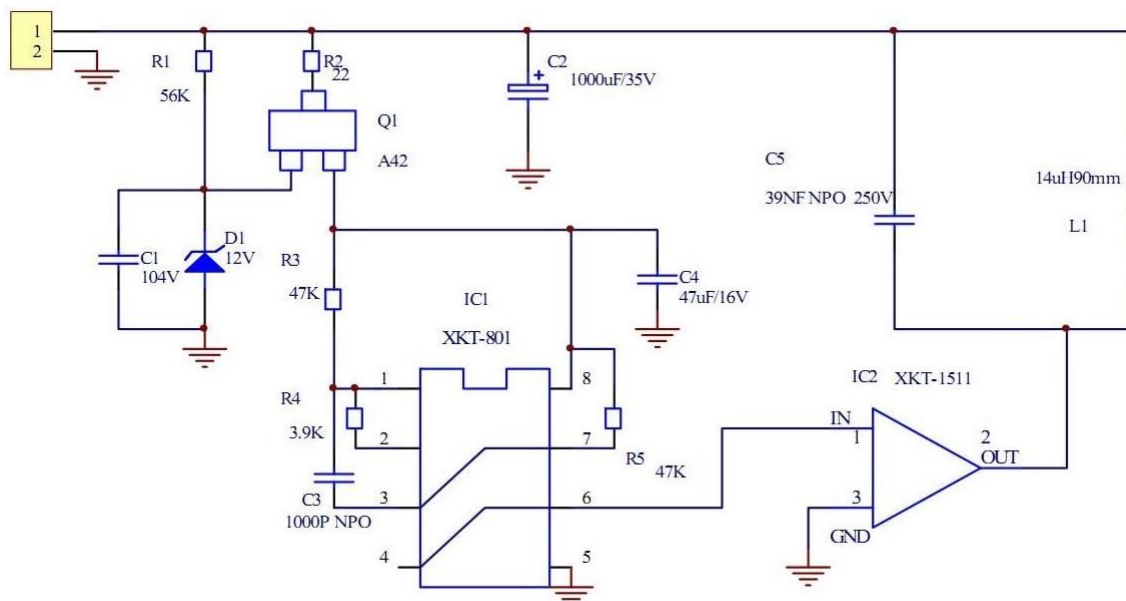 1
2
R1
56K
R2
22
Q1
A42
C2
1000uF/35V
C5
39NF NPO 250V
14uH90mm
L1
C1
104V
D1
12V
R3
47K
C4
47uF/16V
IC1
XKT-801
IC2 XKT-1511
R4
3.9K
1
2
3
4
8
7
6
5
C3
1000P NPO
R5
47K
IN
1
2
OUT
3
GND